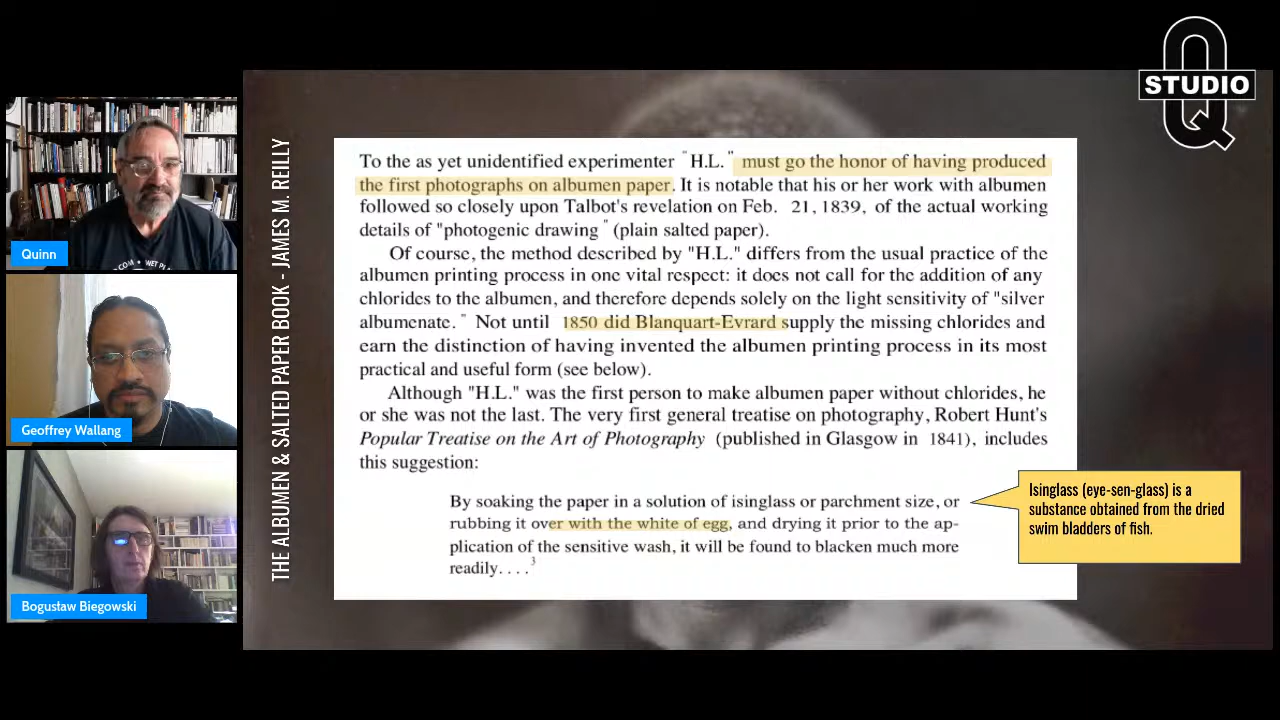 Q
STUDIO
THE ALBUMEN & SALTED PAPER BOOK - JAMES M. REILLY
To the as yet unidentified experimenter "H.L." must go the honor of having produced
the first photographs on albumen paper. It is notable that his or her work with albumen
followed so closely upon Talbot's revelation on Feb. 21, 1839, of the actual working
details of "photogenic drawing" (plain salted paper).
Of course, the method described by "H.L." differs from the usual practice of the
albumen printing process in one vital respect: it does not call for the addition of any
chlorides to the albumen, and therefore depends solely on the light sensitivity of "silver
albumenate." Not until 1850 did Blanquart-Evrard supply the missing chlorides and
earn the distinction of having invented the albumen printing process in its most
practical and useful form (see below).
Although "H.L." was the first person to make albumen paper without chlorides, he
or she was not the last. The very first general treatise on photography, Robert Hunt's
Popular Treatise on the Art of Photography (published in Glasgow in 1841), includes
this suggestion:
By soaking the paper in a solution of isinglass or parchment size, or
rubbing it over with the white of egg, and drying it prior to the ap-
plication of the sensitive wash, it will be found to blacken much more
readily. . . .3
Isinglass (eye-sen-glass) is a
substance obtained from the dried
swim bladders of fish.
Quinn
Geoffrey Wallang
Bogusław Biegowski